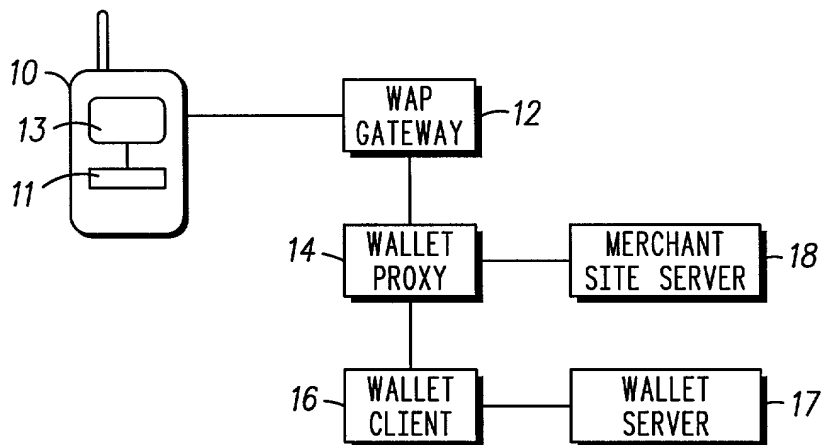 10
13
11
WAP
GATEWAY
12
14
WALLET
PROXY
MERCHANT
SITE SERVER
18
16
WALLET
CLIENT
WALLET
SERVER
17